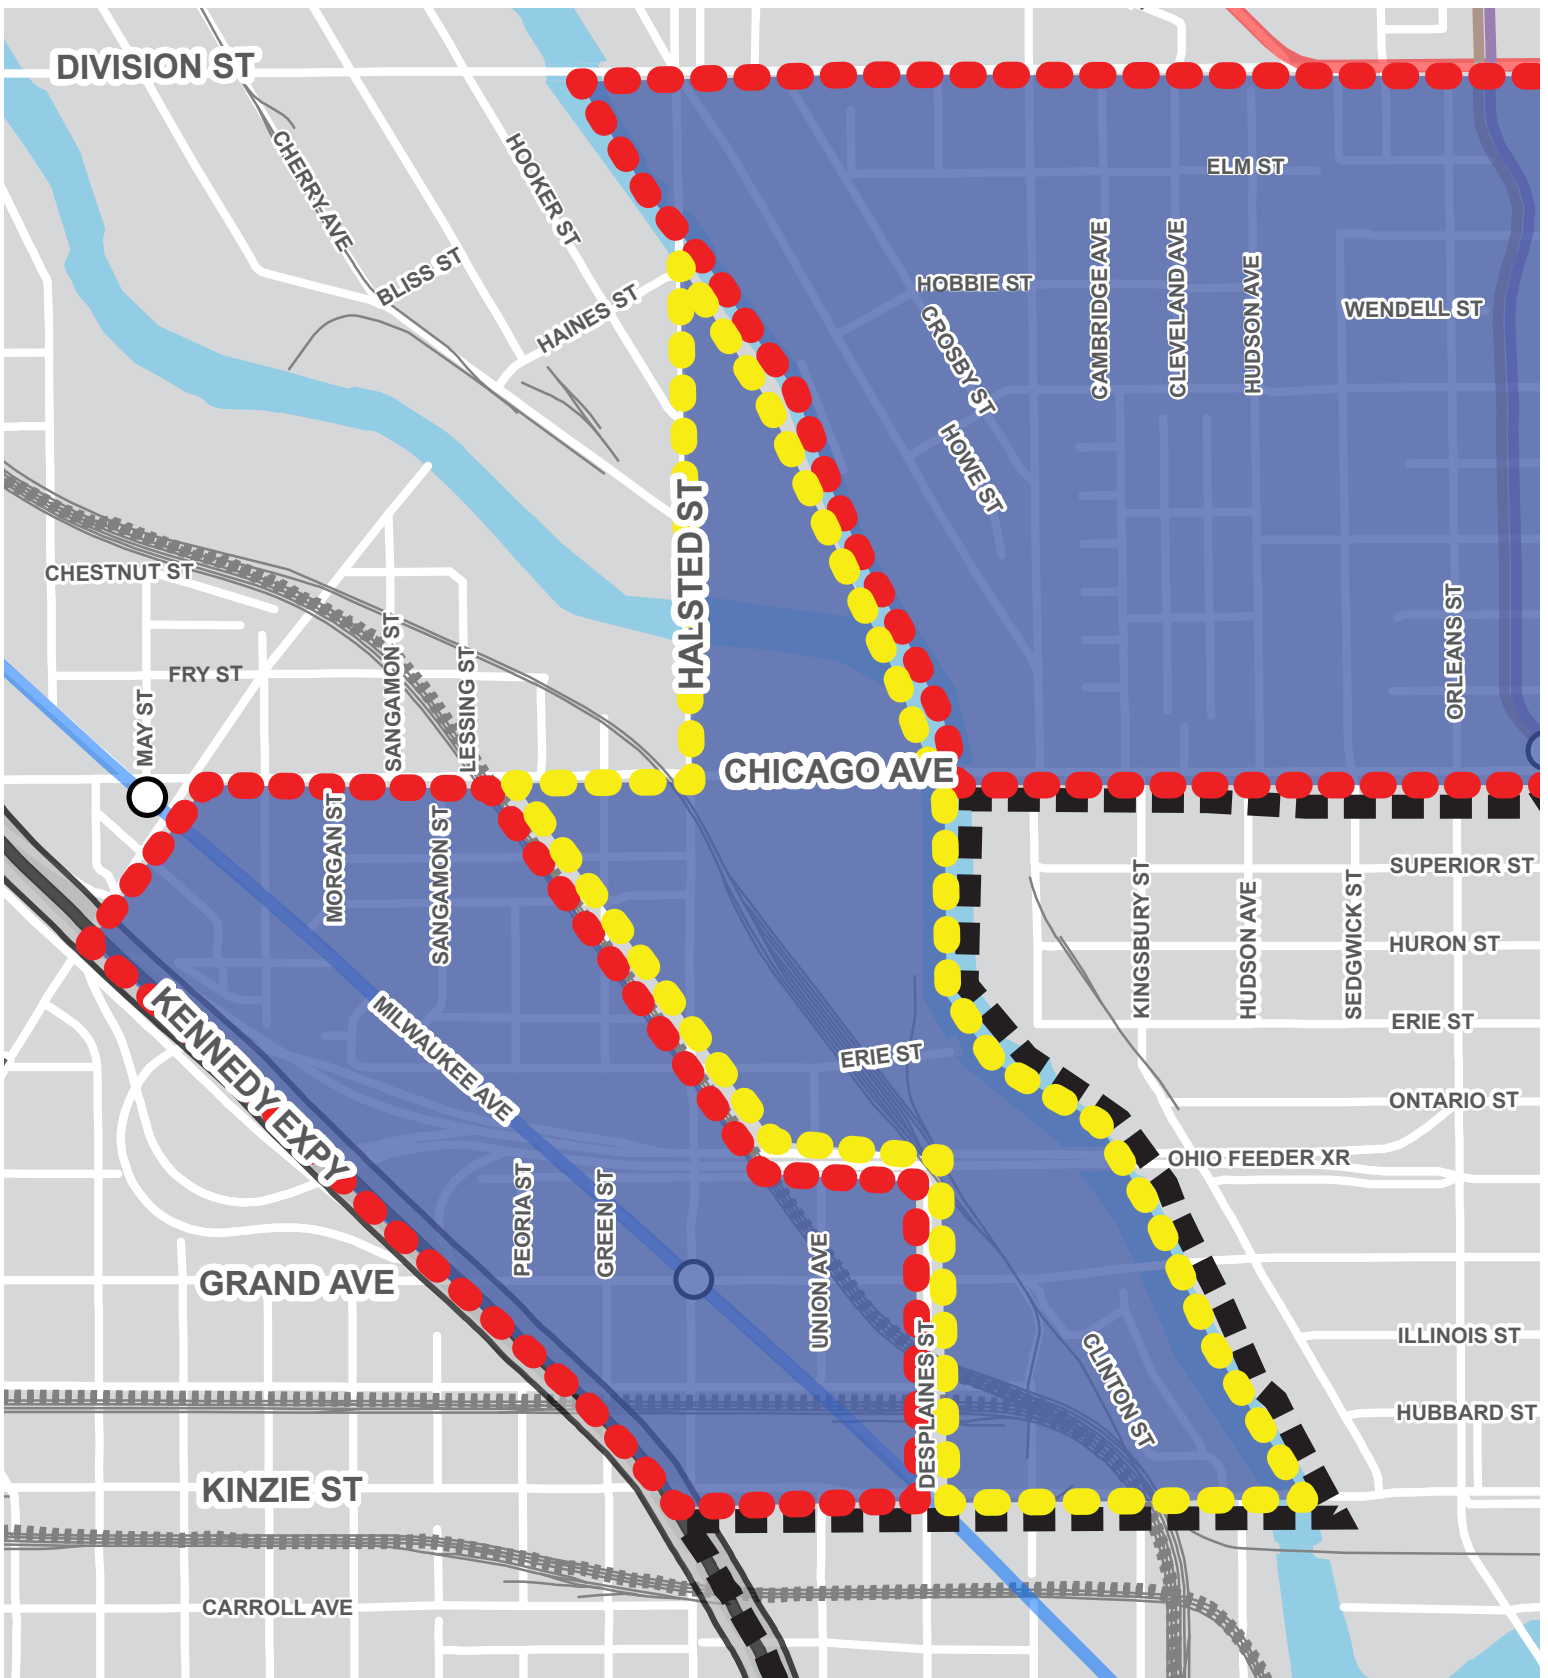 DIVISION ST
CHERRY AVE
HOOKER ST
ELM ST
BLISS ST
HAINES ST
HOBBIE ST
CROSBY ST
CAMBRIDGE AVE
CLEVELAND AVE
HUDSON AVE
WENDELL ST
HOWE ST
HALSTED ST
CHESTNUT ST
FRY ST
MAY ST
SANGAMON ST
LESSING ST
ORLEANS ST
CHICAGO AVE
MORGAN ST
SANGAMON ST
KINGSBURY ST
HUDSON AVE
SEDGWICK ST
SUPERIOR ST
HURON ST
ERIE ST
KENNEDY EXPY
MILWAUKEE AVE
ERIE ST
ONTARIO ST
OHIO FEEDER XR
PEORIA ST
GREEN ST
UNION AVE
DESPLAINES ST
GRAND AVE
CLINTON ST
ILLINOIS ST
HUBBARD ST
KINZIE ST
CARROLL AVE